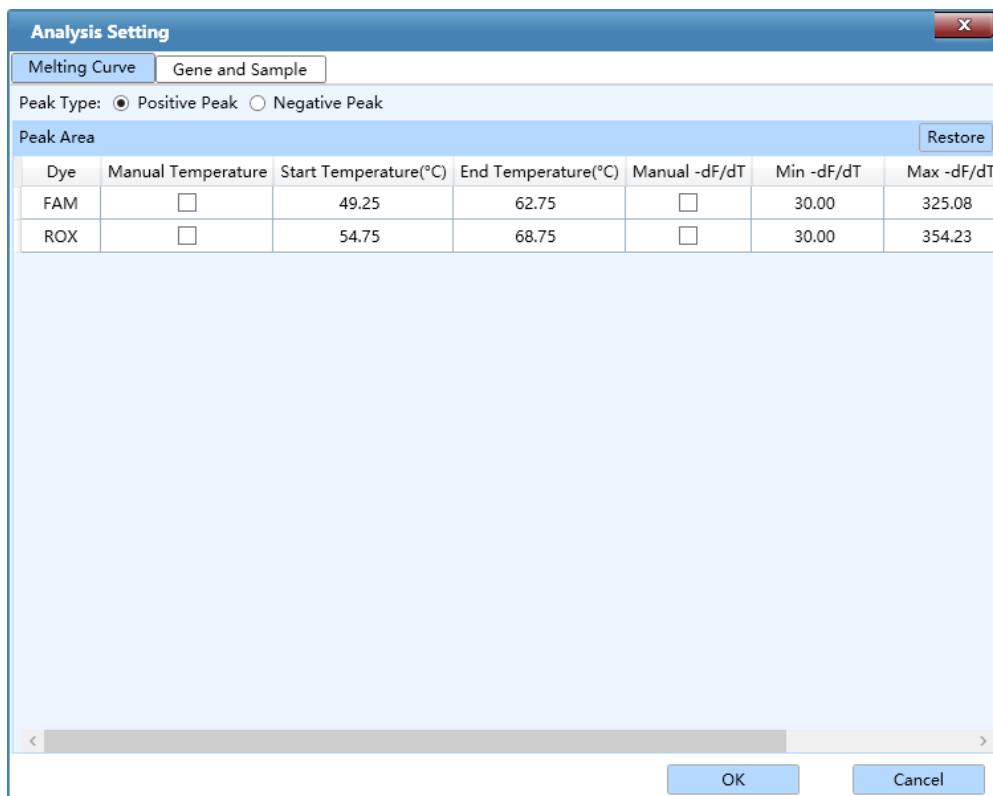 Analysis Setting
x
Melting Curve Gene and Sample
Peak Type: Positive Peak Negative Peak
Peak Area Restore
Dye Manual Temperature Start Temperature(°C) End Temperature(°C) Manual -dF/dT Min -dF/dT Max -dF/dT
FAM 49.25 62.75 30.00 325.08
ROX 54.75 68.75 30.00 354.23
OK Cancel